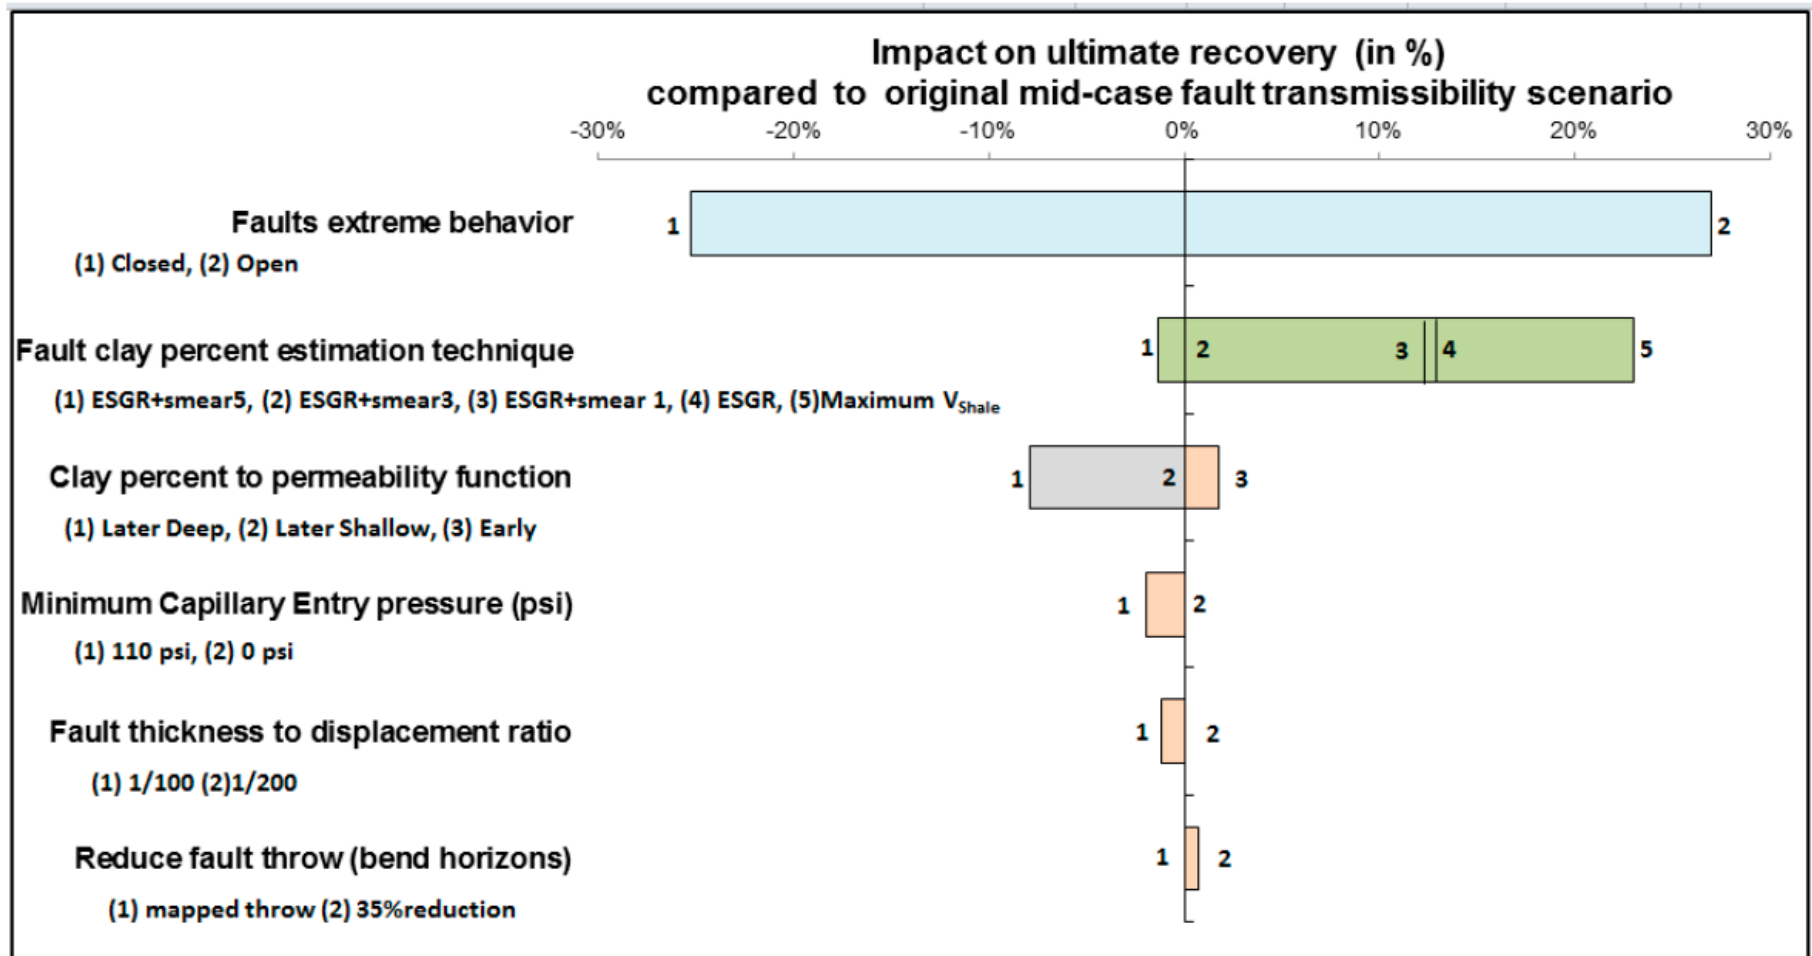 Impact on ultimate recovery (in %)
compared to original mid-case fault transmissibility scenario
-30% -20% -10% 0% 10% 20% 30%
Faults extreme behavior
1 2
(1) Closed, (2) Open
Fault clay percent estimation technique
1 2 3 4 5
(1) ESGR+smear5, (2) ESGR+smear3, (3) ESGR+smear 1, (4) ESGR, (5)Maximum VShale
Clay percent to permeability function
1 2 3
(1) Later Deep, (2) Later Shallow, (3) Early
Minimum Capillary Entry pressure (psi)
1 2
(1) 110 psi, (2) 0 psi
Fault thickness to displacement ratio
1 2
(1) 1/100 (2)1/200
Reduce fault throw (bend horizons)
1 2
(1) mapped throw (2) 35%reduction